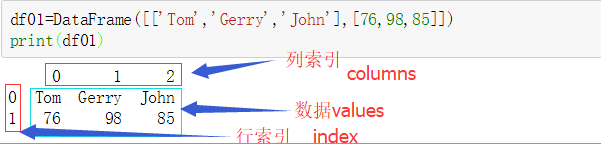 df01=DataFrame([['Tom','Gerry','John'],[76,98,85]])
print(df01)
列索引 columns
0 1 2
0 Tom Gerry John
数据values
1 76 98 85
行索引 index